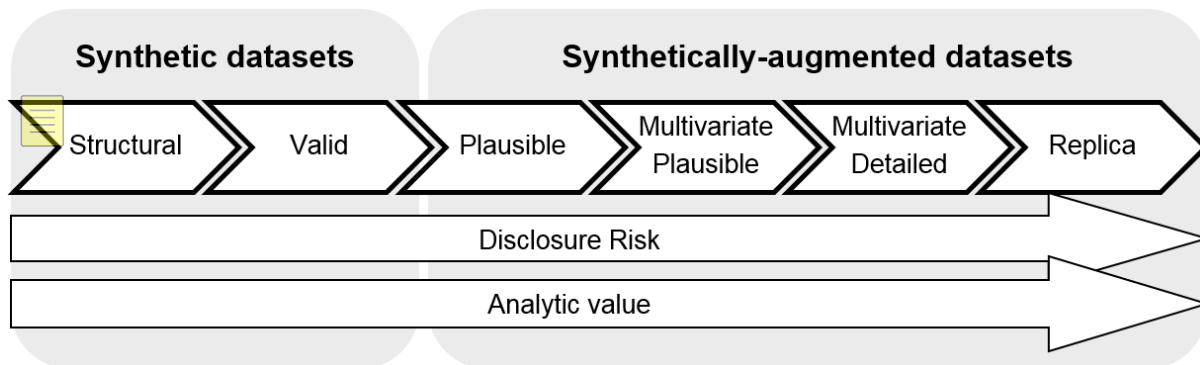 Synthetic datasets
Synthetically-augmented datasets
Structural
Valid
Plausible
Multivariate
Plausible
Multivariate
Detailed
Replica
Disclosure Risk
Analytic value